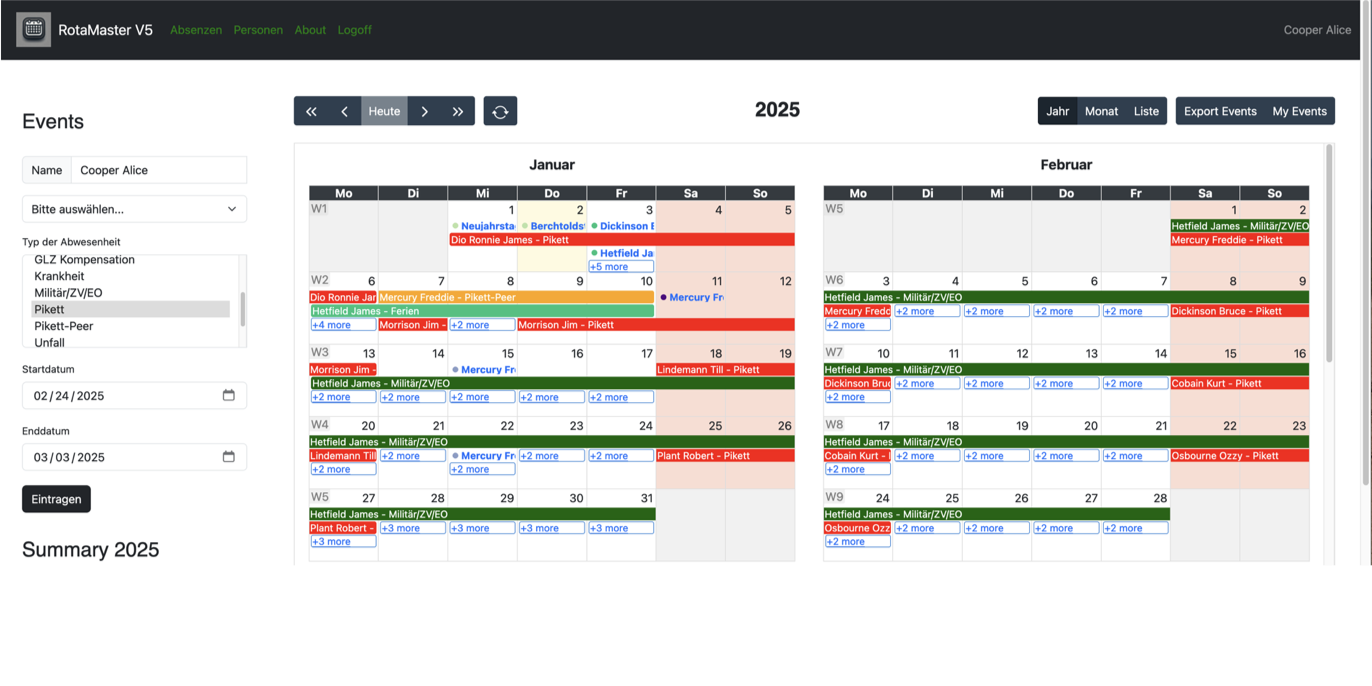 RotaMaster V5 Absenzen Personen About Logoff Cooper Alice
Events
Name Cooper Alice
Bitte auswählen...
Typ der Abwesenheit
GLZ Kompensation
Krankheit
Militär/ZV/EO
Pikett
Pikett-Peer
Unfall
Startdatum
02/24/2025
Enddatum
03/03/2025
Eintragen
Summary 2025
Heute
2025
Jahr Monat Liste Export Events My Events
Januar
Mo Di Mi Do Fr Sa So
W1 1 2 3 4 5
Neujahrsta Berchtolds Dickinson B
Dio Ronnie James - Pikett
Hetfield Ja
+5 more
W2 6 7 8 9 10 11 12
Dio Ronnie Jar Mercury Freddie - Pikett-Peer Mercury Fr
Hetfield James - Ferien
+4 more Morrison Jim - +2 more Morrison Jim - Pikett
W3 13 14 15 16 17 18 19
Morrison Jim - Mercury Fr Lindemann Till - Pikett
Hetfield James - Militär/ZV/EO
+2 more +2 more +2 more +2 more +2 more
W4 20 21 22 23 24 25 26
Hetfield James - Militär/ZV/EO
Lindemann Till +2 more Mercury Fr +2 more +2 more Plant Robert - Pikett
+2 more +2 more
W5 27 28 29 30 31
Hetfield James - Militär/ZV/EO
Plant Robert - +3 more +3 more +3 more +3 more
+3 more
Februar
Mo Di Mi Do Fr Sa So
W5 1 2
Hetfield James - Militär/ZV/EO
Mercury Freddie - Pikett
W6 3 4 5 6 7 8 9
Hetfield James - Militär/ZV/EO
Mercury Fredd +2 more +2 more +2 more +2 more Dickinson Bruce - Pikett
+2 more
W7 10 11 12 13 14 15 16
Hetfield James - Militär/ZV/EO
Dickinson Bruc +2 more +2 more +2 more +2 more Cobain Kurt - Pikett
+2 more
W8 17 18 19 20 21 22 23
Hetfield James - Militär/ZV/EO
Cobain Kurt - +2 more +2 more +2 more +2 more Osbourne Ozzy - Pikett
+2 more
W9 24 25 26 27 28
Hetfield James - Militär/ZV/EO
Osbourne Ozz +2 more +2 more +2 more +2 more
+2 more